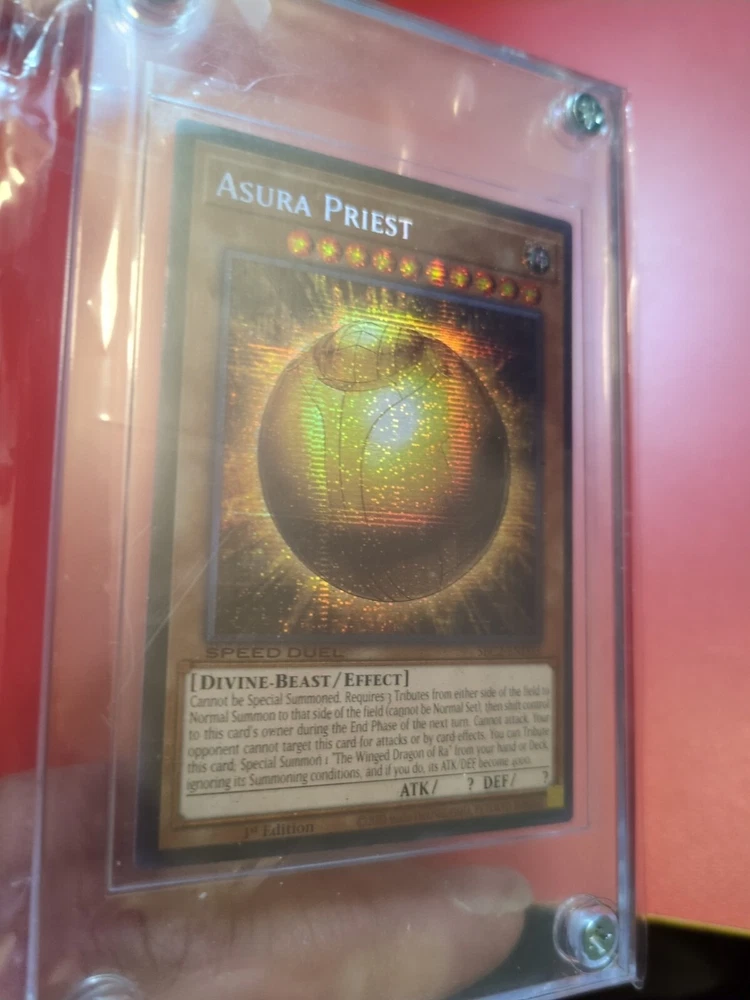 ASURA PRIEST
SPEED DUEL
[DIVINE-BEAST/EFFECT]
Cannot be Special Summoned. Requires 3 Tributes from either side of the field to
Normal Summon to that side of the field (cannot be Normal Set), then shift control
to this card's owner during the End Phase of the next turn. Cannot attack. Your
opponent cannot target this card for attacks or by card effects. You can Tribute
this card; Special Summon 1 "The Winged Dragon of Ra" from your hand or Deck,
ignoring its Summoning conditions, and if you do, its ATK/DEF become 4000.
ATK/ ? DEF/ ?
1st Edition